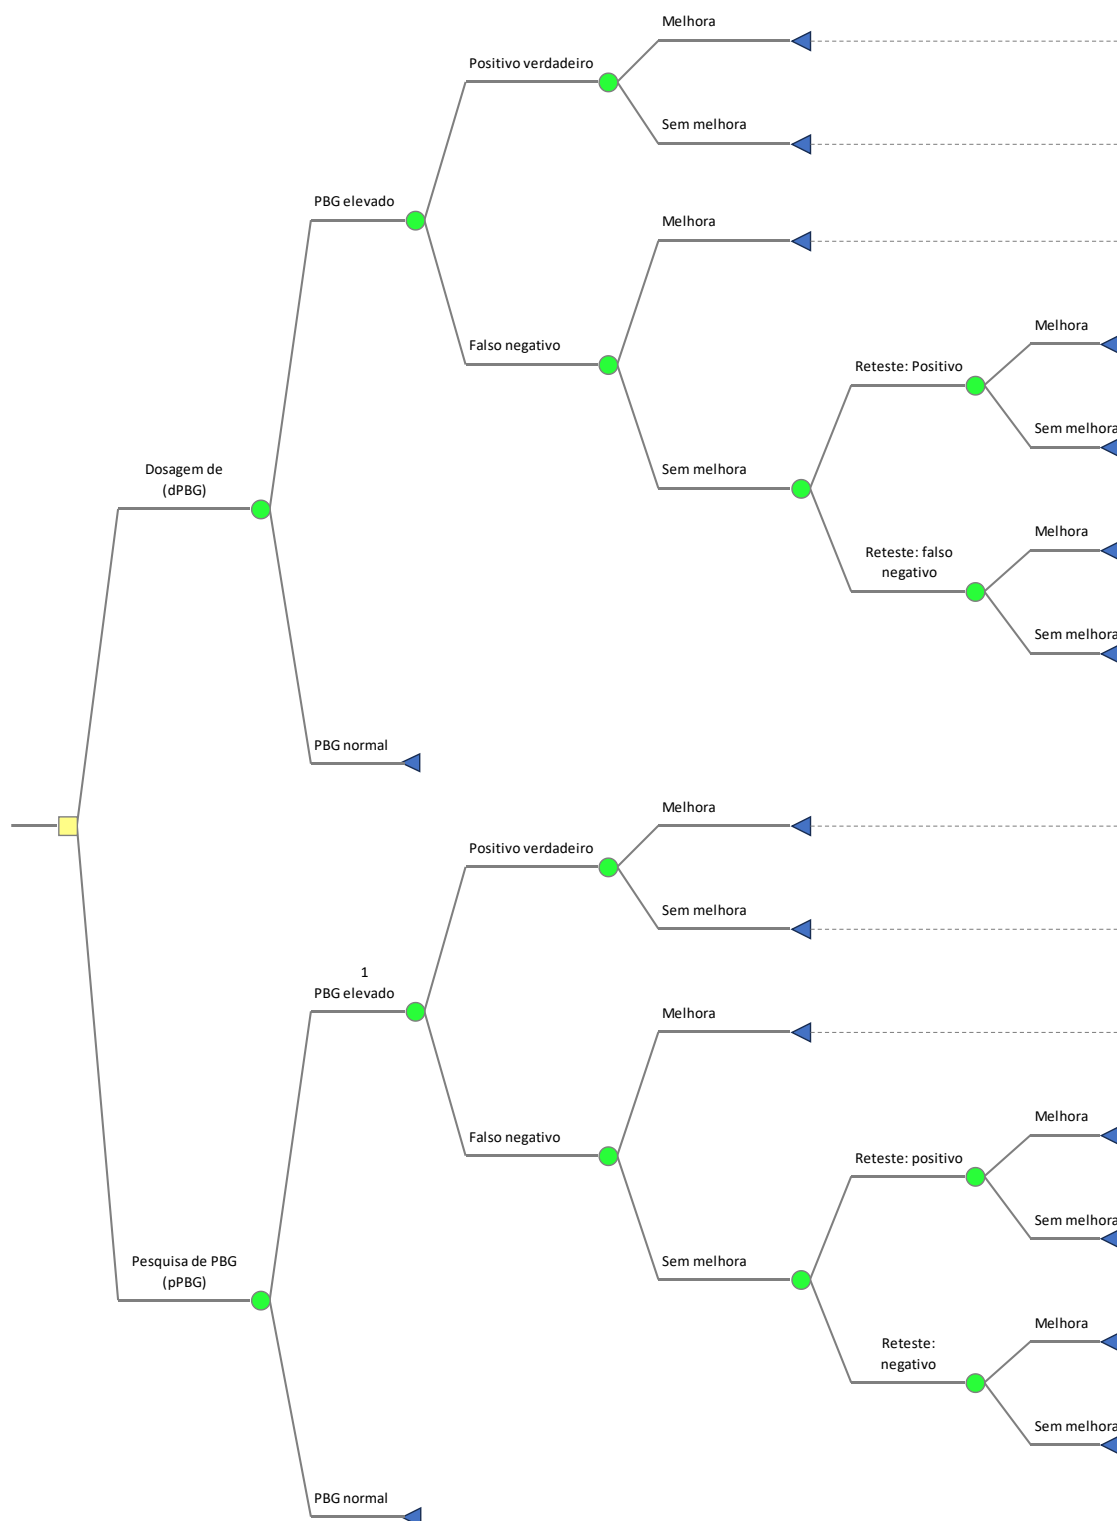 Melhora
Positivo verdadeiro
Sem melhora
PBG elevado
Melhora
Melhora
Falso negativo
Reteste: Positivo
Sem melhora
Dosagem de
(dPBG)
Sem melhora
Melhora
Reteste: falso
negativo
Sem melhora
PBG normal
Melhora
Positivo verdadeiro
Sem melhora
1
PBG elevado
Melhora
Melhora
Falso negativo
Reteste: positivo
Sem melhora
Pesquisa de PBG
(pPBG)
Sem melhora
Melhora
Reteste:
negativo
Sem melhora
PBG normal